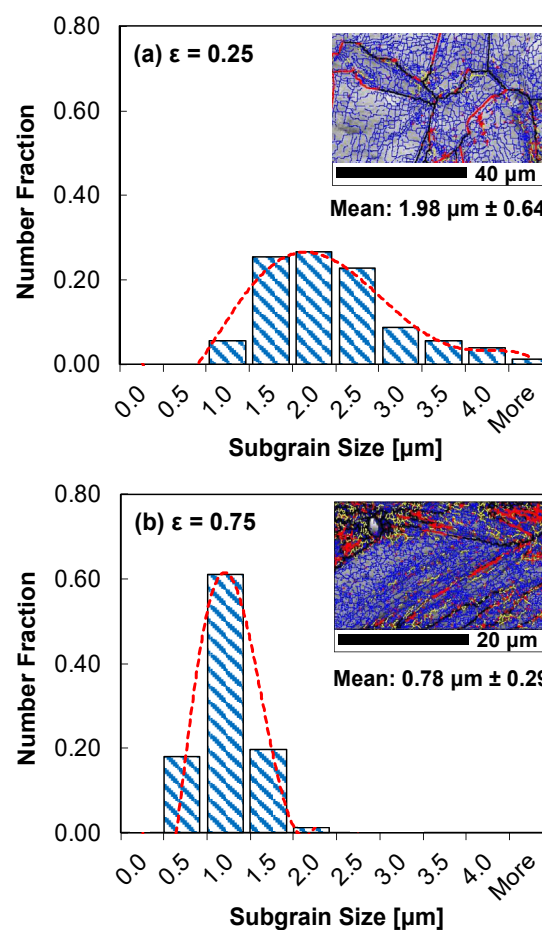 0.80
0.60
0.40
0.20
0.00
Number Fraction
(a) ε = 0.25
40 µm
Mean: 1.98 µm ± 0.64
0.0
0.5
1.0
1.5
2.0
2.5
3.0
3.5
4.0
More
Subgrain Size [µm]
0.80
0.60
0.40
0.20
0.00
Number Fraction
(b) ε = 0.75
20 µm
Mean: 0.78 µm ± 0.29
0.0
0.5
1.0
1.5
2.0
2.5
3.0
3.5
4.0
More
Subgrain Size [µm]